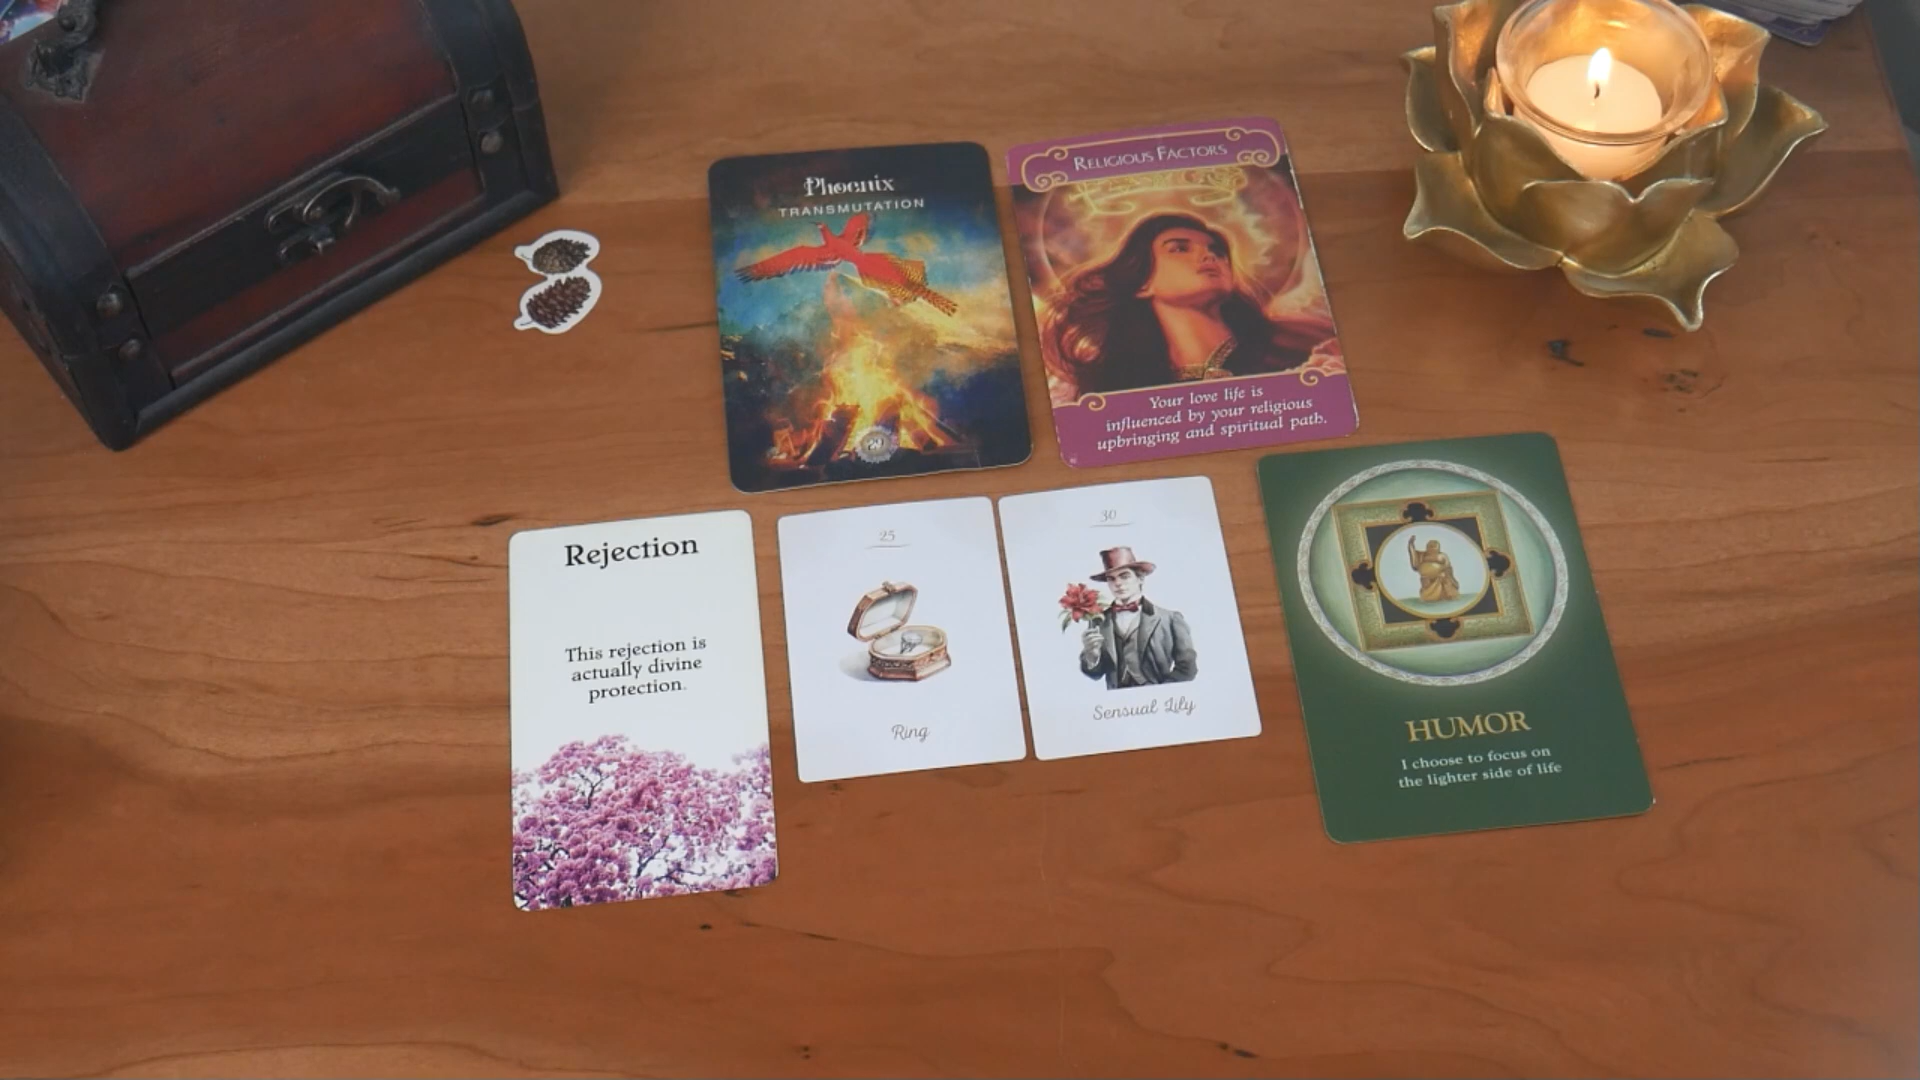 Phoenix
TRANSMUTATION
RELIGIOUS FACTORS
Your love life is
influenced by your religious
upbringing and spiritual path.
Rejection
This rejection is
actually divine
protection.
25
Ring
30
Sensual Lily
HUMOR
I choose to focus on
the lighter side of life